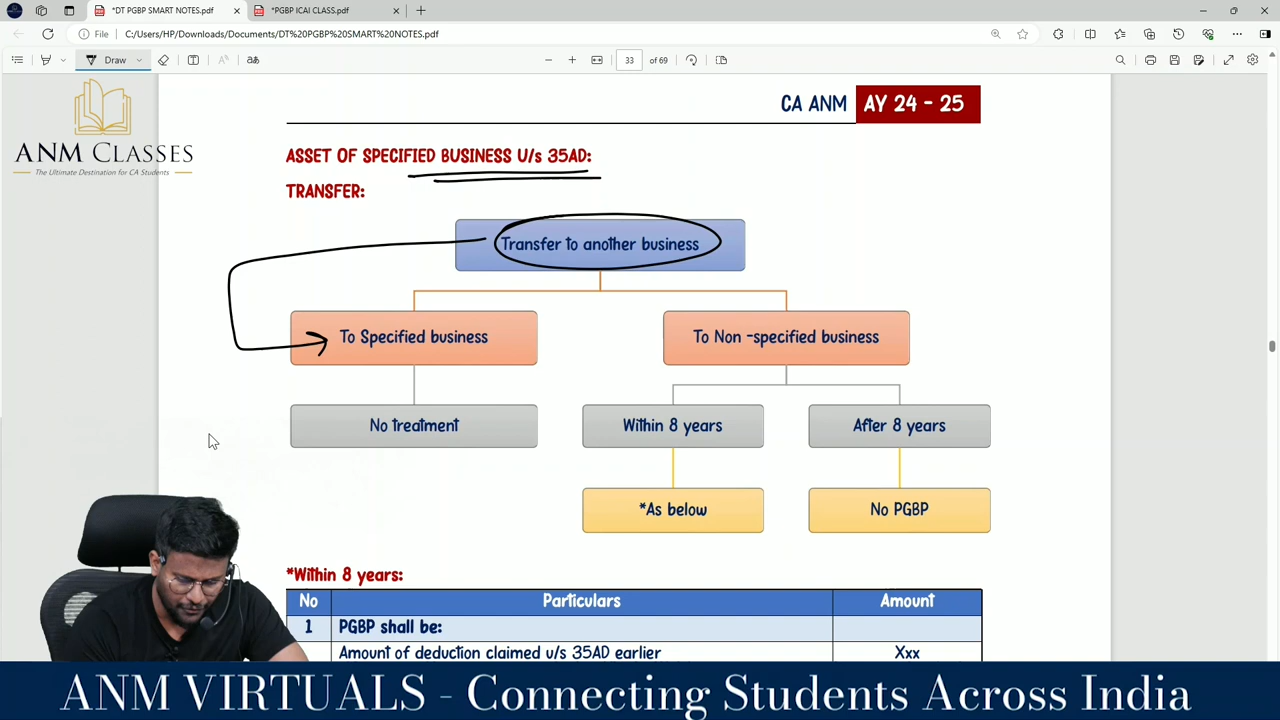 *DT PGBP SMART NOTES.pdf
*PGBP ICAI CLASS.pdf
File
C:/Users/HP/Downloads/Documents/DT%20PGBP%20SMART%20NOTES.pdf
Draw
33 of 69
ANM CLASSES
The Ultimate Destination for CA Students
CA ANM AY 24 - 25
ASSET OF SPECIFIED BUSINESS U/s 35AD:
TRANSFER:
Transfer to another business
To Specified business
To Non -specified business
No treatment
Within 8 years
After 8 years
*As below
No PGBP
*Within 8 years:
No Particulars Amount
1 PGBP shall be:
Amount of deduction claimed u/s 35AD earlier Xxx
ANM VIRTUALS - Connecting Students Across India